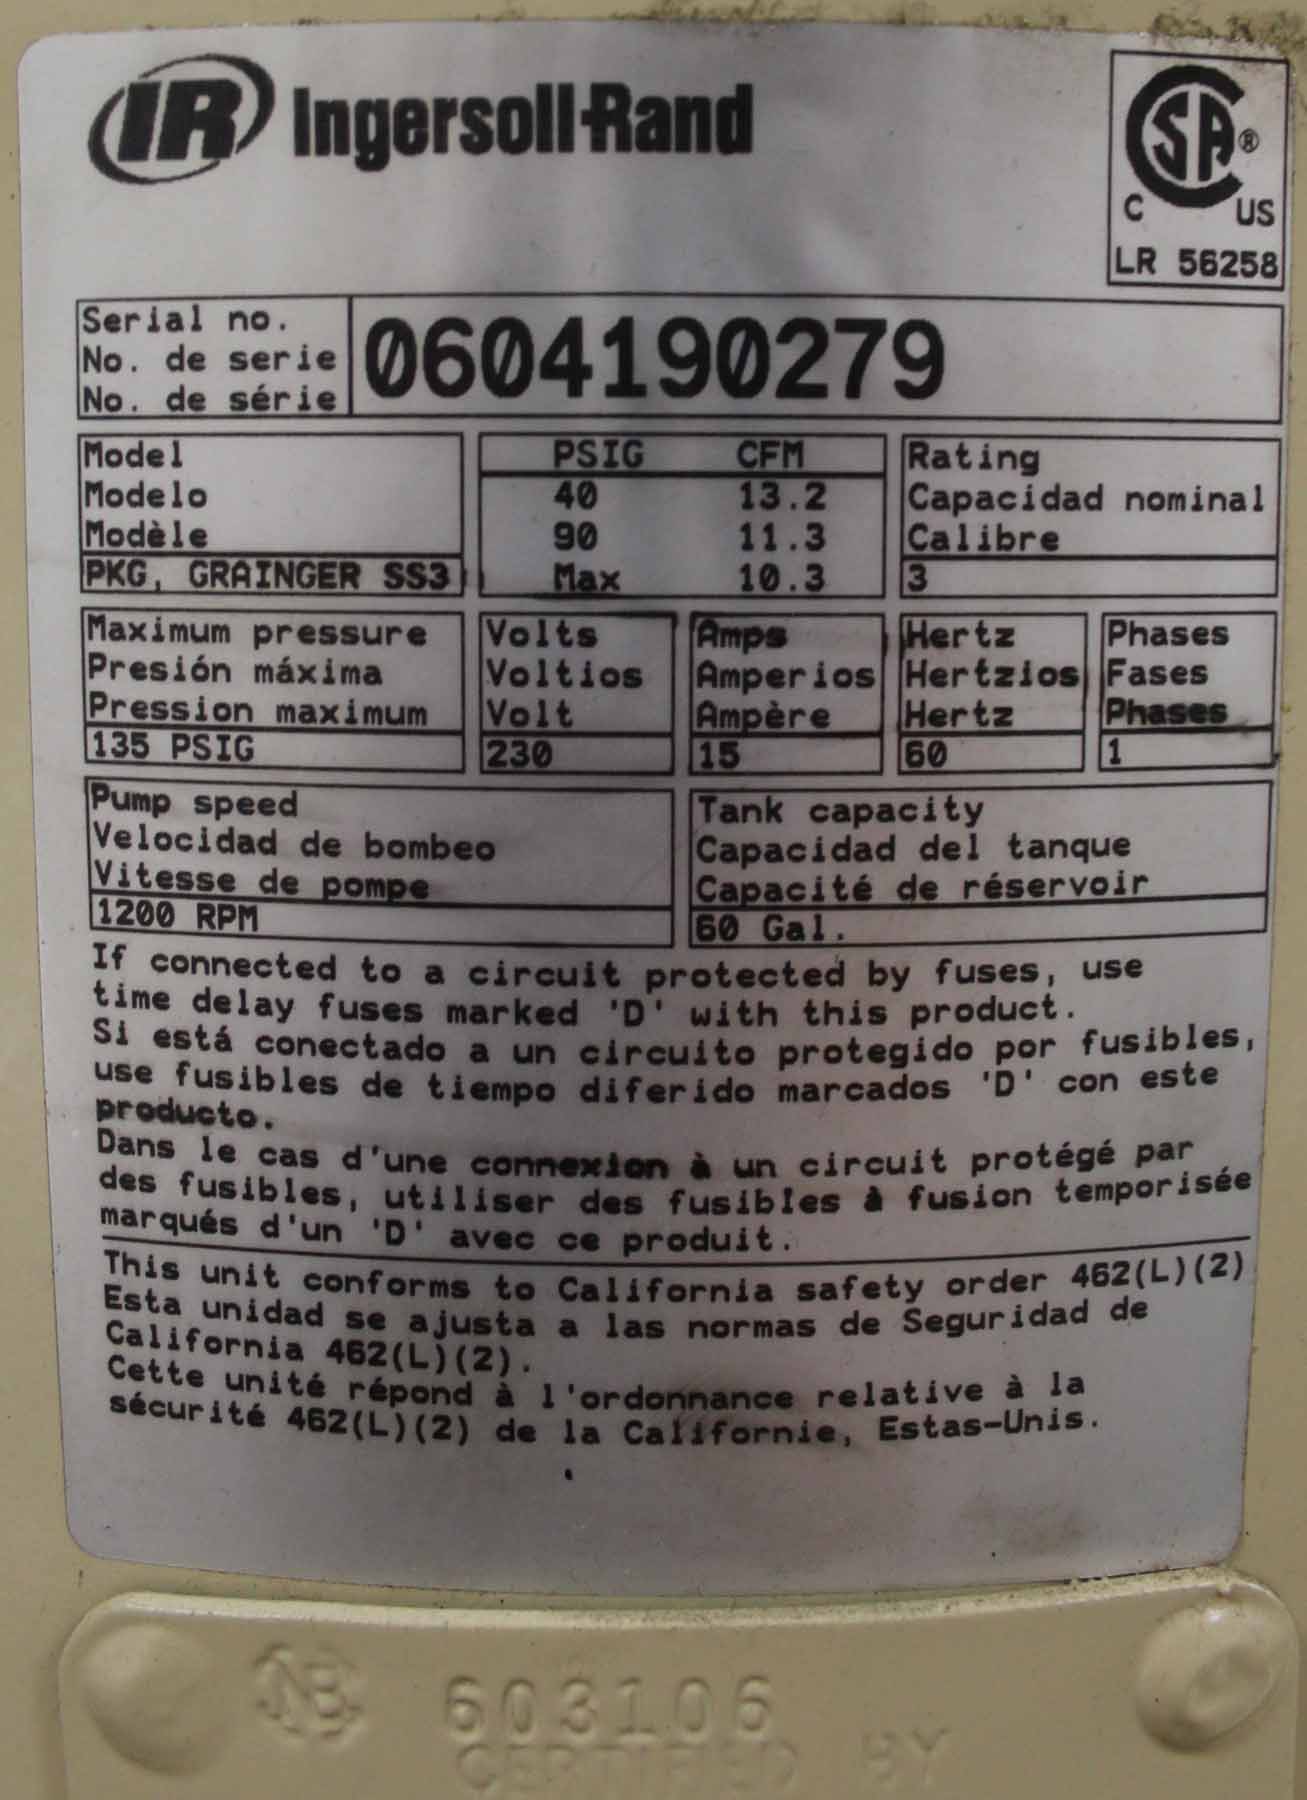 IR Ingersoll-Rand
CSA®
C US
LR 56258
Serial no.
No. de serie
No. de série
0604190279
Model
Modelo
Modèle
PKG, GRAINGER SS3
PSIG CFM
40 13.2
90 11.3
Max 10.3
Rating
Capacidad nominal
Calibre
3
Maximum pressure
Presión máxima
Pression maximum
135 PSIG
Volts
Voltios
Volt
230
Amps
Amperios
Ampère
15
Hertz
Hertzios
Hertz
60
Phases
Fases
Phases
1
Pump speed
Velocidad de bombeo
Vitesse de pompe
1200 RPM
Tank capacity
Capacidad del tanque
Capacité de réservoir
60 Gal.
If connected to a circuit protected by fuses, use
time delay fuses marked 'D' with this product.
Si está conectado a un circuito protegido por fusibles,
use fusibles de tiempo diferido marcados 'D' con este
producto.
Dans le cas d'une connexion à un circuit protégé par
des fusibles, utiliser des fusibles à fusion temporisée
marqués d'un 'D' avec ce produit.
This unit conforms to California safety order 462(L)(2)
Esta unidad se ajusta a las normas de Seguridad de
California 462(L)(2).
Cette unité répond à l'ordonnance relative à la
sécurité 462(L)(2) de la Californie, Estas-Unis.
NB 603106
CERTIFIED BY